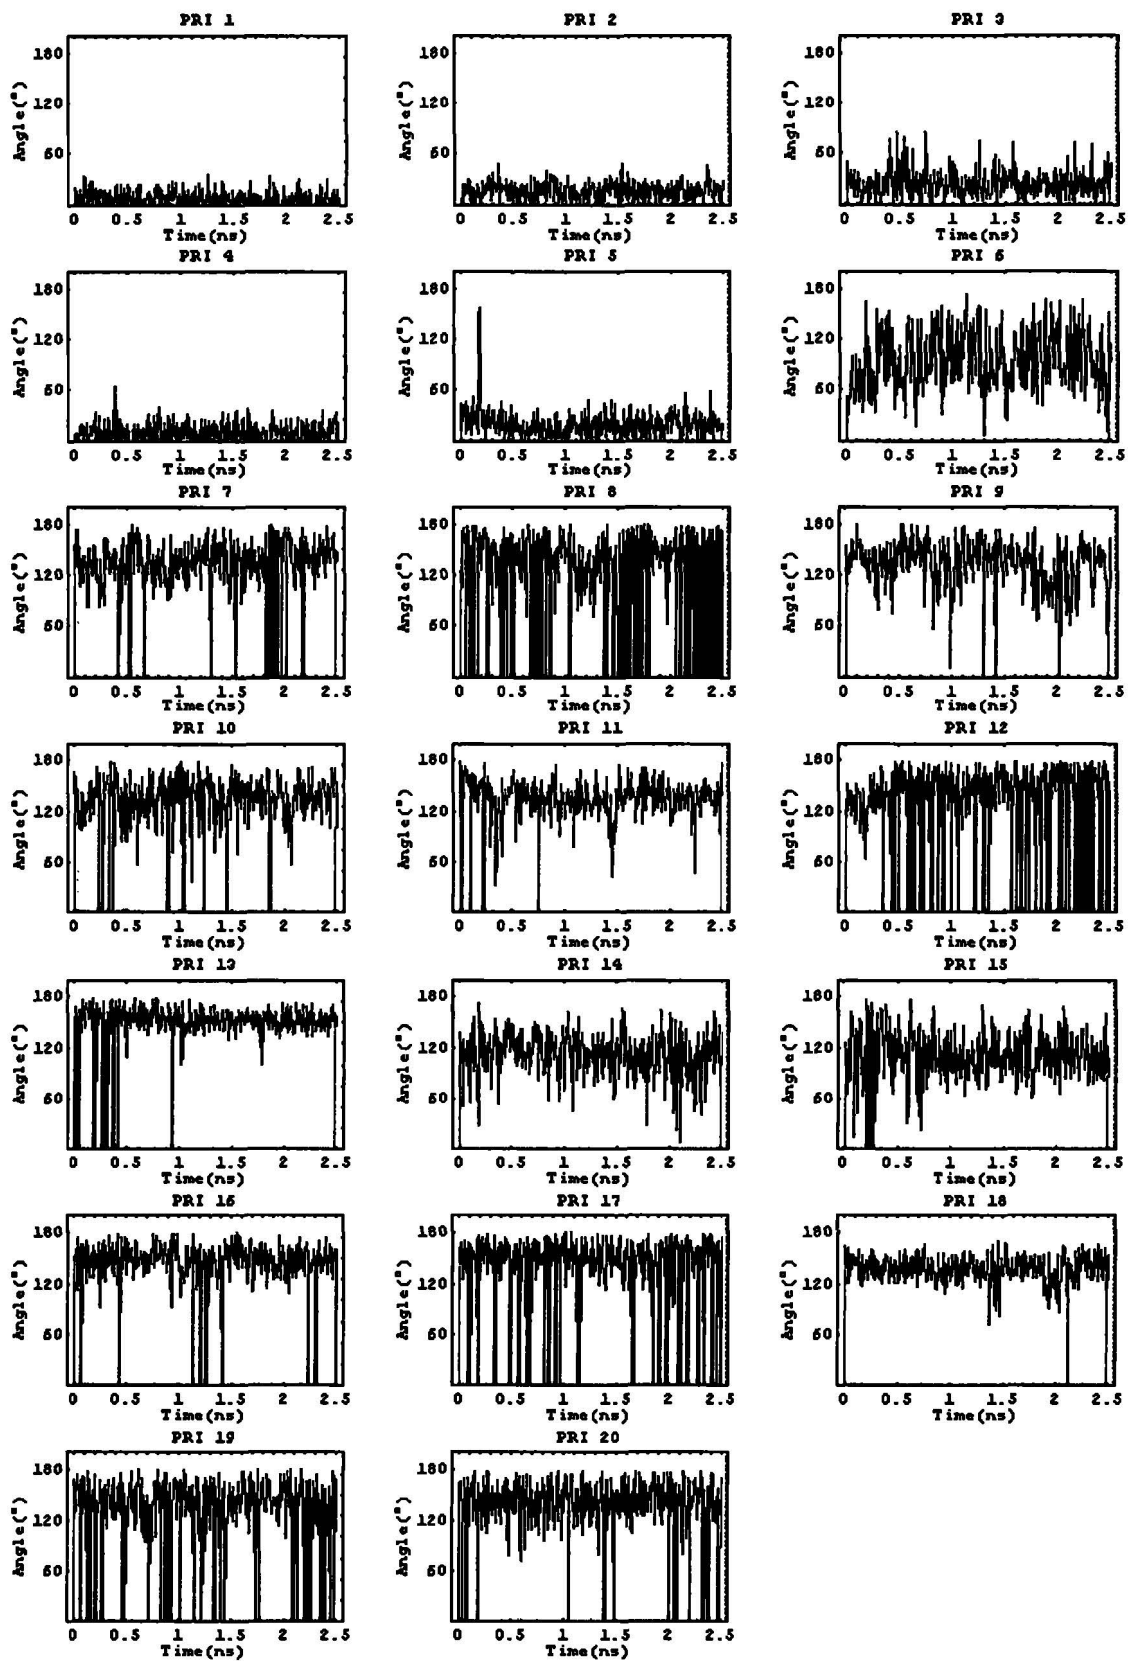 PRI 1 PRI 2 PRI 3
180 180 180
Angle(°) 120 Angle(°) 120 Angle(°) 120
60 60 60
0 0.5 1 1.5 2 2.5 0 0.5 1 1.5 2 2.5 0 0.5 1 1.5 2 2.5
Time(ns) Time(ns) Time(ns)
PRI 4 PRI 5 PRI 6
180 180 180
Angle(°) 120 Angle(°) 120 Angle(°) 120
60 60 60
0 0.5 1 1.5 2 2.5 0 0.5 1 1.5 2 2.5 0 0.5 1 1.5 2 2.5
Time(ns) Time(ns) Time(ns)
PRI 7 PRI 8 PRI 9
180 180 180
Angle(°) 120 Angle(°) 120 Angle(°) 120
60 60 60
0 0.5 1 1.5 2 2.5 0 0.5 1 1.5 2 2.5 0 0.5 1 1.5 2 2.5
Time(ns) Time(ns) Time(ns)
PRI 10 PRI 11 PRI 12
180 180 180
Angle(°) 120 Angle(°) 120 Angle(°) 120
60 60 60
0 0.5 1 1.5 2 2.5 0 0.5 1 1.5 2 2.5 0 0.5 1 1.5 2 2.5
Time(ns) Time(ns) Time(ns)
PRI 13 PRI 14 PRI 15
180 180 180
Angle(°) 120 Angle(°) 120 Angle(°) 120
60 60 60
0 0.5 1 1.5 2 2.5 0 0.5 1 1.5 2 2.5 0 0.5 1 1.5 2 2.5
Time(ns) Time(ns) Time(ns)
PRI 16 PRI 17 PRI 18
180 180 180
Angle(°) 120 Angle(°) 120 Angle(°) 120
60 60 60
0 0.5 1 1.5 2 2.5 0 0.5 1 1.5 2 2.5 0 0.5 1 1.5 2 2.5
Time(ns) Time(ns) Time(ns)
PRI 19 PRI 20
180 180
Angle(°) 120 Angle(°) 120
60 60
0 0.5 1 1.5 2 2.5 0 0.5 1 1.5 2 2.5
Time(ns) Time(ns)